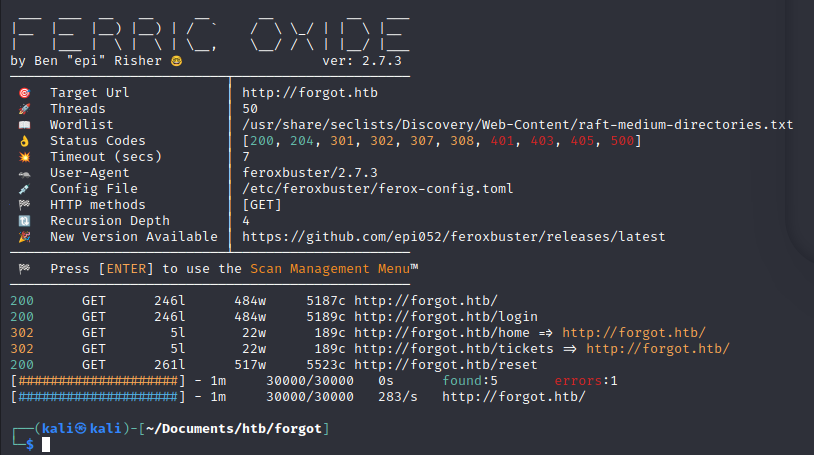 FERRIC OXIDE
by Ben "epi" Risher 🤓                 ver: 2.7.3
🎯  Target Url            │ http://forgot.htb
🚀  Threads               │ 50
📖  Wordlist              │ /usr/share/seclists/Discovery/Web-Content/raft-medium-directories.txt
👌  Status Codes          │ [200, 204, 301, 302, 307, 308, 401, 403, 405, 500]
💥  Timeout (secs)        │ 7
🦡  User-Agent            │ feroxbuster/2.7.3
💉  Config File           │ /etc/feroxbuster/ferox-config.toml
🏁  HTTP methods          │ [GET]
🔃  Recursion Depth       │ 4
🎉  New Version Available │ https://github.com/epi052/feroxbuster/releases/latest
🏁  Press [ENTER] to use the Scan Management Menu™
200      GET      246l      484w     5187c http://forgot.htb/
200      GET      246l      484w     5189c http://forgot.htb/login
302      GET        5l       22w      189c http://forgot.htb/home => http://forgot.htb/
302      GET        5l       22w      189c http://forgot.htb/tickets => http://forgot.htb/
200      GET      261l      517w     5523c http://forgot.htb/reset
[####################] - 1m     30000/30000   0s      found:5       errors:1
[####################] - 1m     30000/30000   283/s   http://forgot.htb/
┌──(kali㉿kali)-[~/Documents/htb/forgot]
└─$